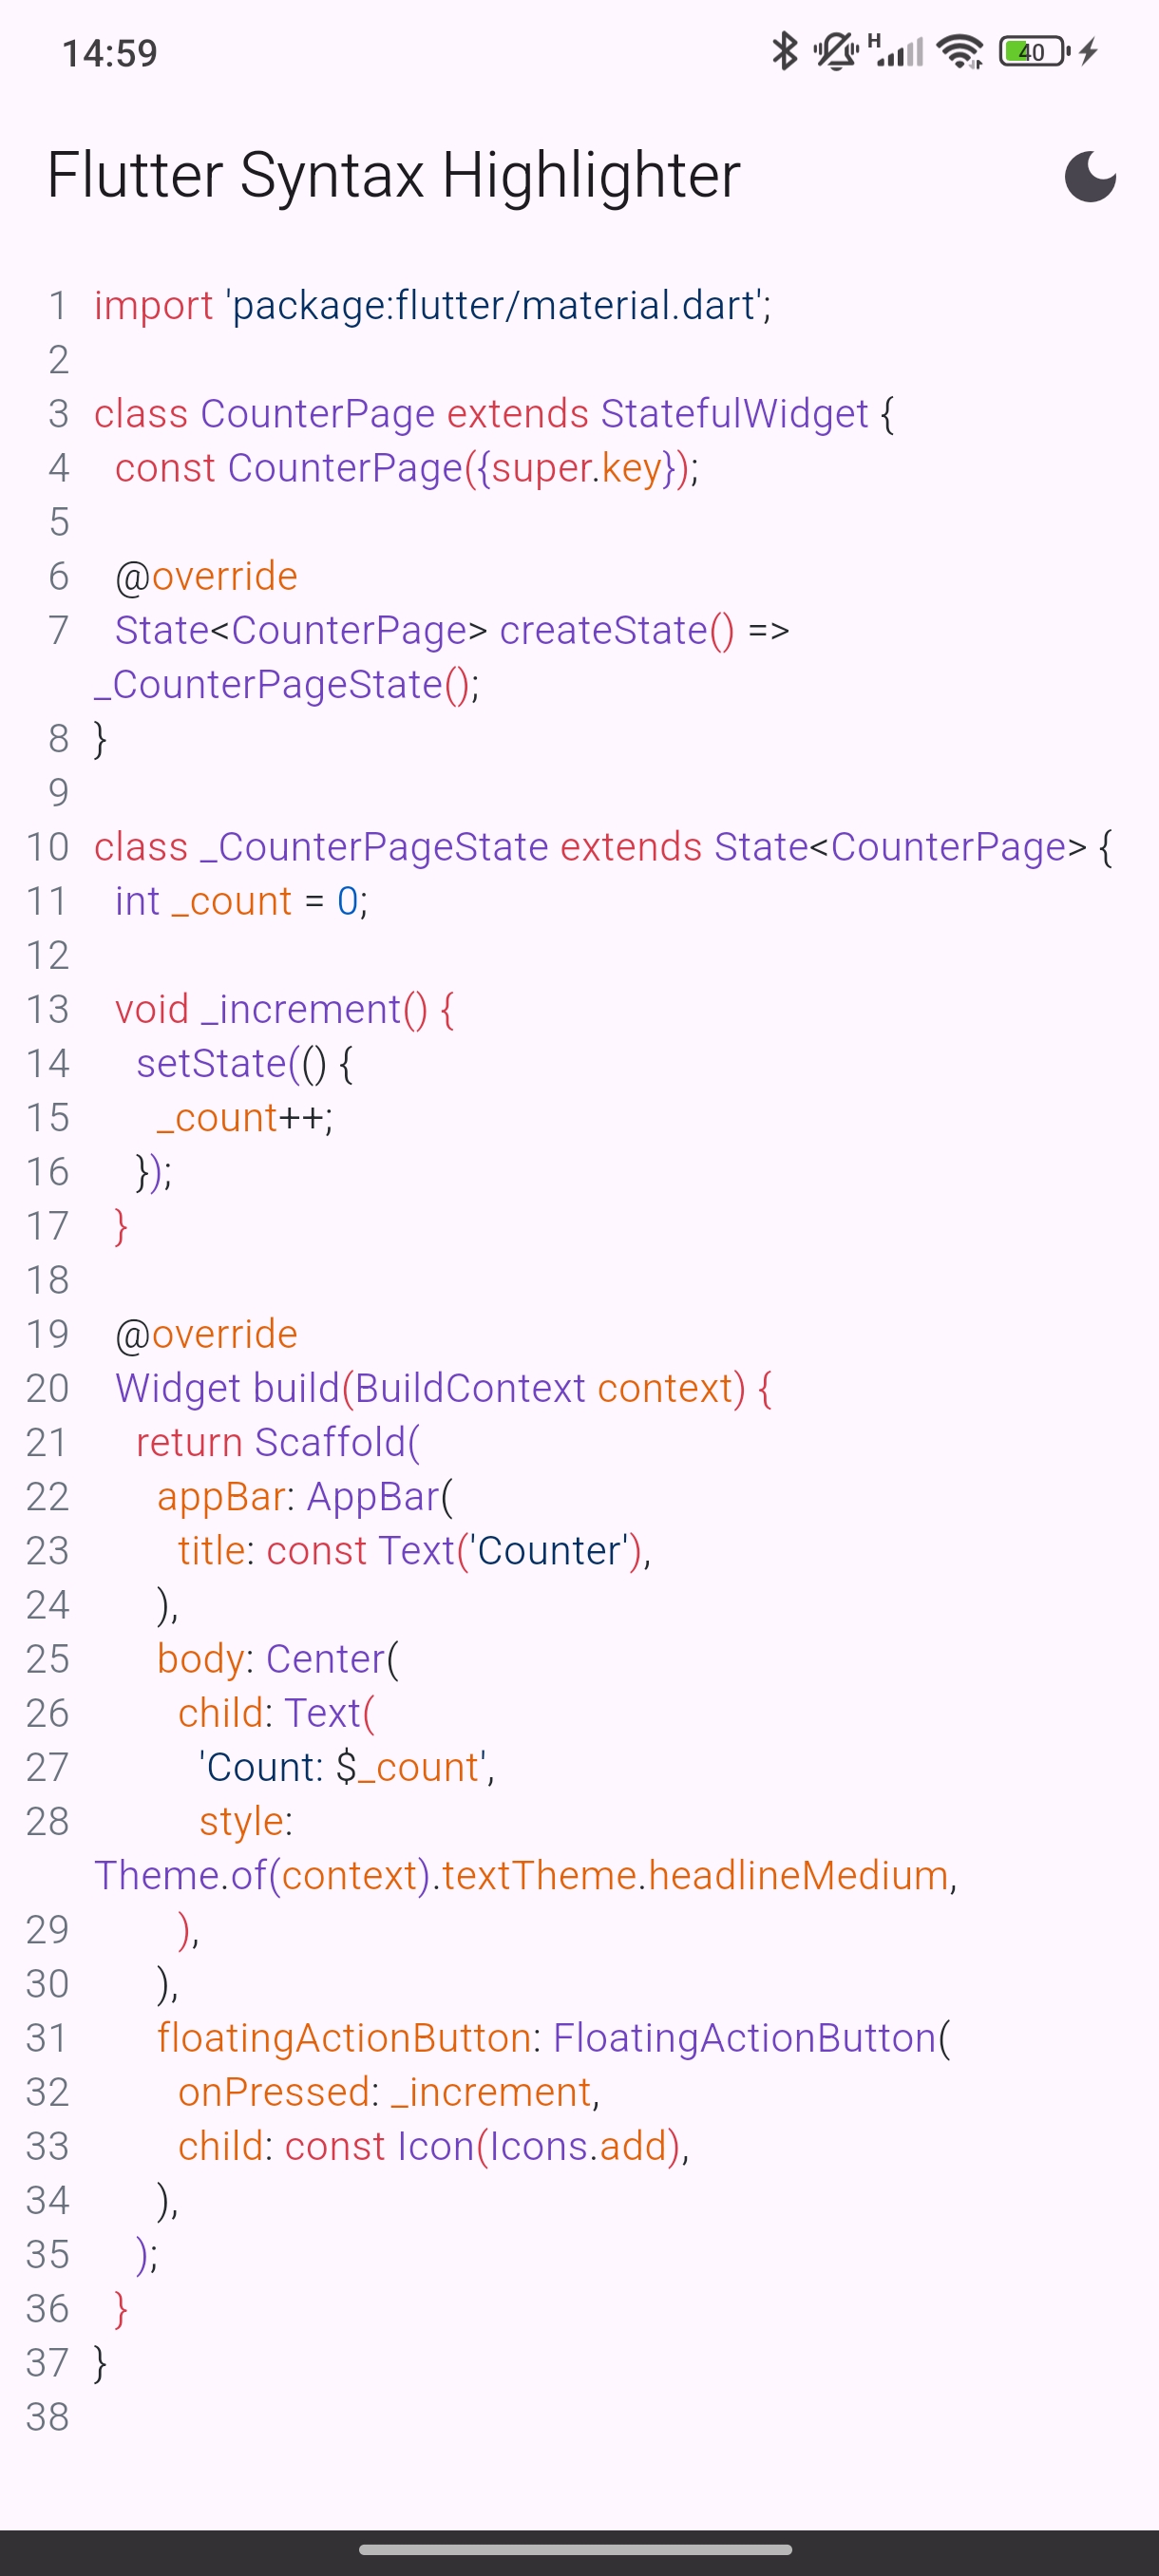 14:59
H
40
Flutter Syntax Highlighter
1 import 'package:flutter/material.dart';
2
3 class CounterPage extends StatefulWidget {
4   const CounterPage({super.key});
5
6   @override
7   State<CounterPage> createState() =>
_CounterPageState();
8 }
9
10 class _CounterPageState extends State<CounterPage> {
11   int _count = 0;
12
13   void _increment() {
14     setState(() {
15       _count++;
16     });
17   }
18
19   @override
20   Widget build(BuildContext context) {
21     return Scaffold(
22       appBar: AppBar(
23         title: const Text('Counter'),
24       ),
25       body: Center(
26         child: Text(
27           'Count: $_count',
28           style:
Theme.of(context).textTheme.headlineMedium,
29         ),
30       ),
31       floatingActionButton: FloatingActionButton(
32         onPressed: _increment,
33         child: const Icon(Icons.add),
34       ),
35     );
36   }
37 }
38